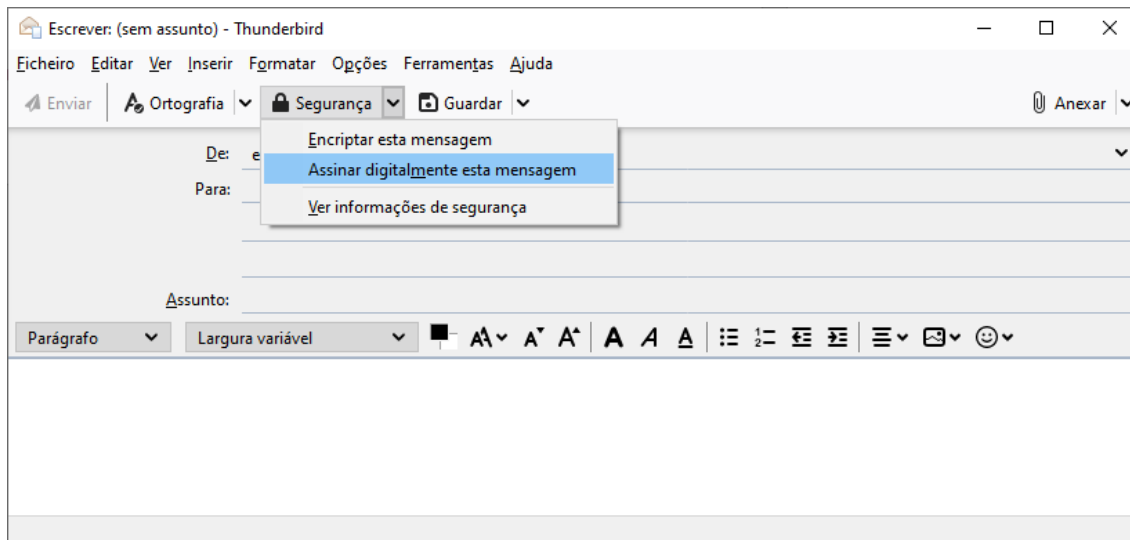 Escrever: (sem assunto) - Thunderbird
Ficheiro Editar Ver Inserir Formatar Opções Ferramentas Ajuda
Enviar Ortografia Segurança Guardar Anexar
Encriptar esta mensagem
De: e
Assinar digitalmente esta mensagem
Para:
Ver informações de segurança
Assunto:
Parágrafo Largura variável